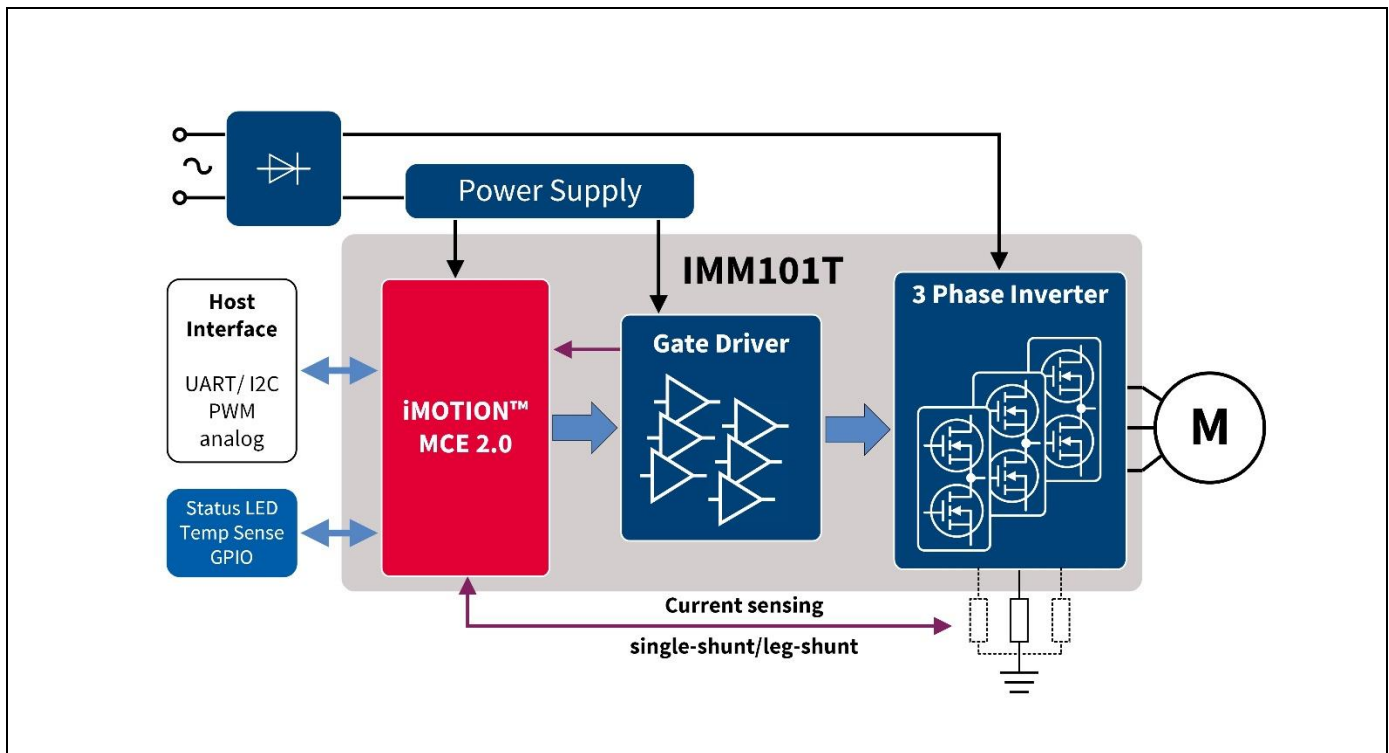 Power Supply
IMM101T
Host
Interface
UART/ I2C
PWM
analog
Status LED
Temp Sense
GPIO
iMOTION™
MCE 2.0
Gate Driver
3 Phase Inverter
M
Current sensing
single-shunt/leg-shunt